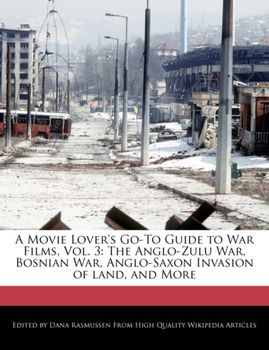 A Movie Lover's Go-To Guide to War
Films, Vol. 3: The Anglo-Zulu War,
Bosnian War, Anglo-Saxon Invasion
of land, and More
Edited by Dana Rasmussen From High Quality Wikipedia Articles